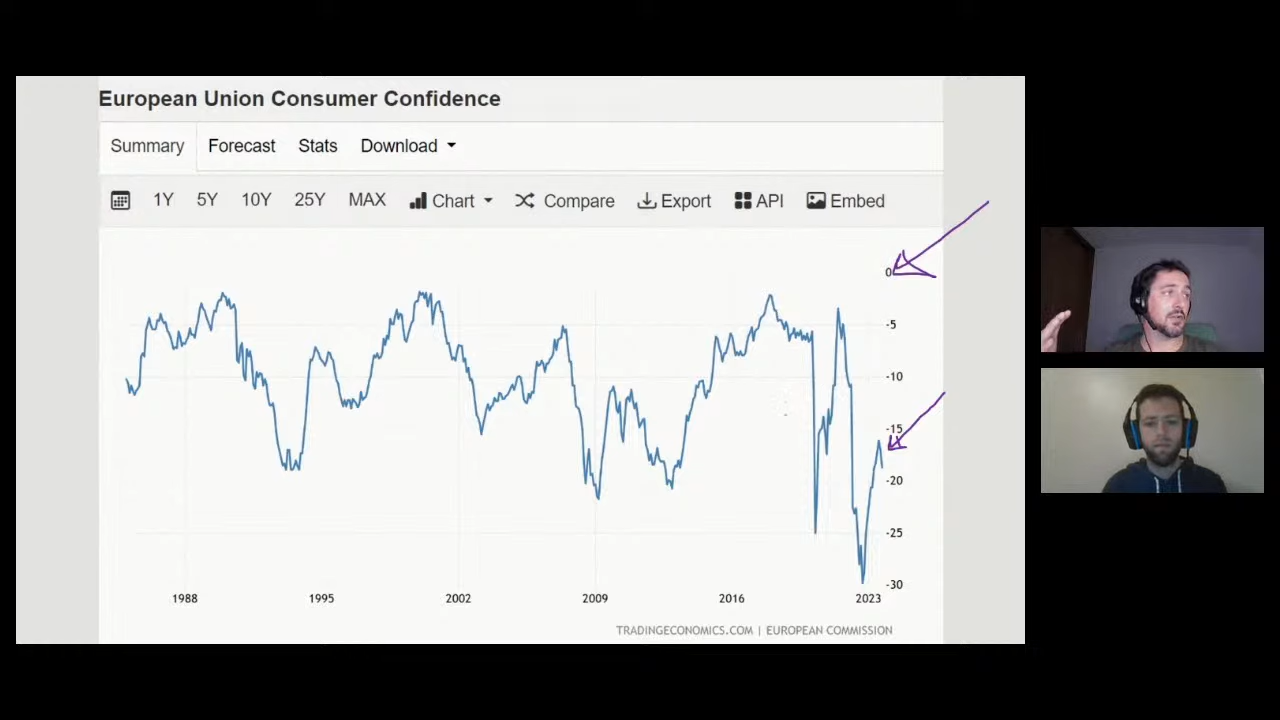 European Union Consumer Confidence
Summary Forecast Stats Download
1Y 5Y 10Y 25Y MAX Chart Compare Export API Embed
0
-5
-10
-15
-20
-25
-30
1988 1995 2002 2009 2016 2023
TRADINGECONOMICS.COM | EUROPEAN COMMISSION